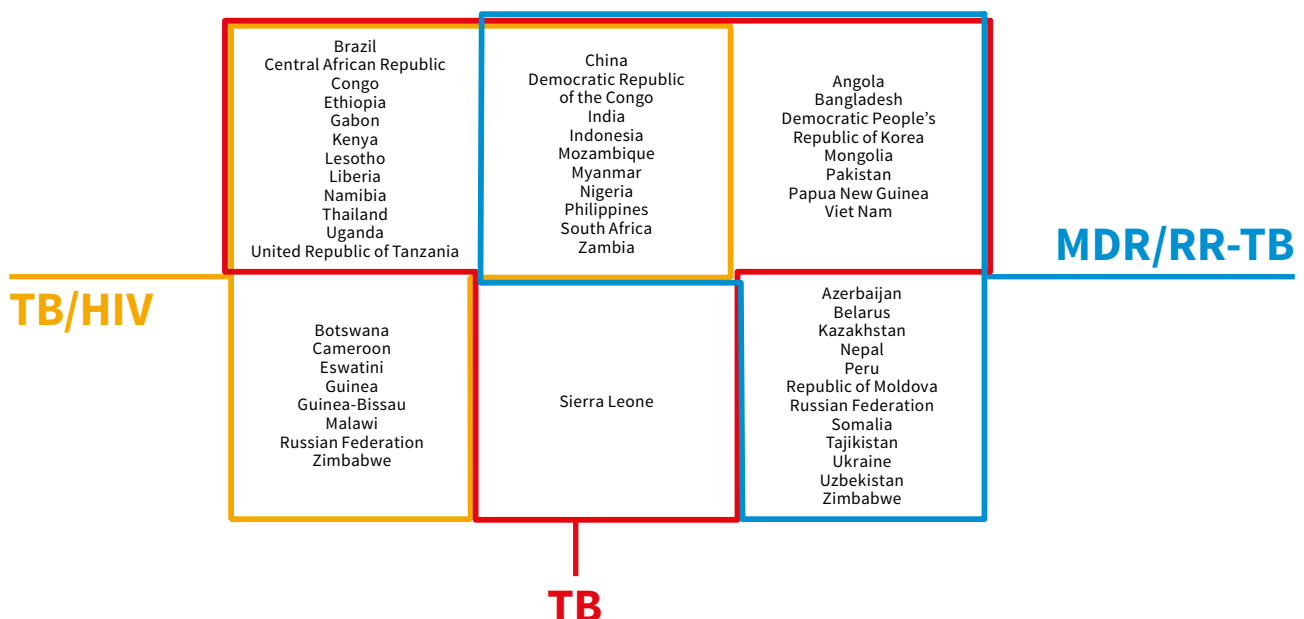 Brazil
Central African Republic
Congo
Ethiopia
Gabon
Kenya
Lesotho
Liberia
Namibia
Thailand
Uganda
United Republic of Tanzania
China
Democratic Republic
of the Congo
India
Indonesia
Mozambique
Myanmar
Nigeria
Philippines
South Africa
Zambia
Angola
Bangladesh
Democratic People’s
Republic of Korea
Mongolia
Pakistan
Papua New Guinea
Viet Nam
MDR/RR-TB
TB/HIV
Botswana
Cameroon
Eswatini
Guinea
Guinea-Bissau
Malawi
Russian Federation
Zimbabwe
Sierra Leone
Azerbaijan
Belarus
Kazakhstan
Nepal
Peru
Republic of Moldova
Russian Federation
Somalia
Tajikistan
Ukraine
Uzbekistan
Zimbabwe
TB